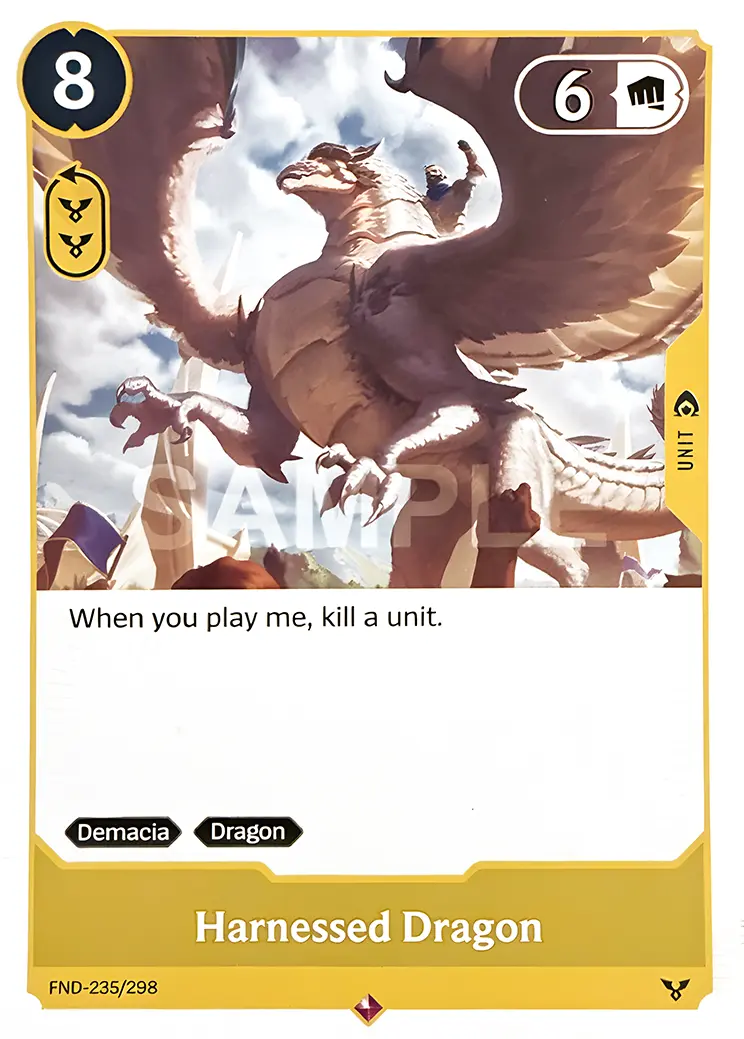 8
6
UNIT
SAMPLE
When you play me, kill a unit.
Demacia Dragon
Harnessed Dragon
FND-235/298